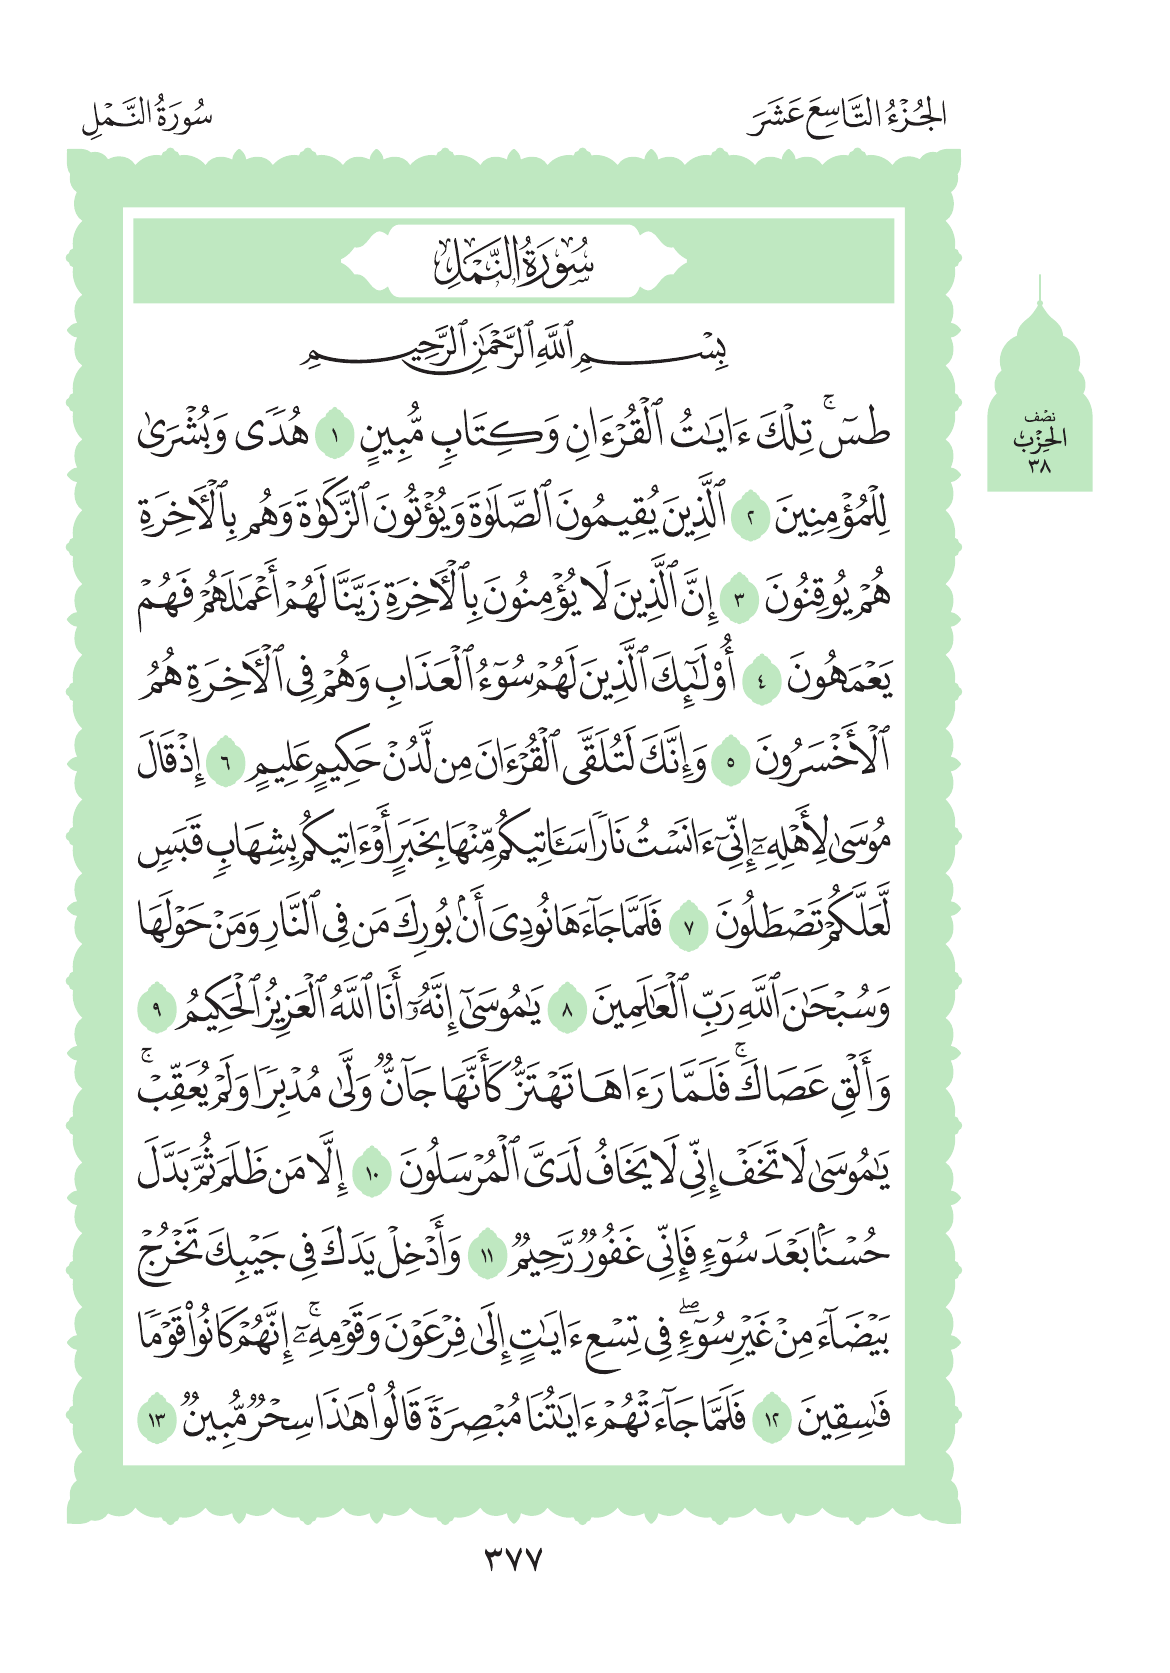 الجُزْءُ التَّاسِعَ عَشَرَ
سُورَةُ النَّمْلِ
سُورَةُ النَّمْلِ
بِسْمِ ٱللَّهِ ٱلرَّحْمَٰنِ ٱلرَّحِيمِ
طسٓۚ تِلْكَ ءَايَٰتُ ٱلْقُرْءَانِ وَكِتَابٖ مُّبِينٍ ١ هُدٗى وَبُشْرَىٰ
لِلْمُؤْمِنِينَ ٢ ٱلَّذِينَ يُقِيمُونَ ٱلصَّلَوٰةَ وَيُؤْتُونَ ٱلزَّكَوٰةَ وَهُم بِٱلْأٓخِرَةِ
هُمْ يُوقِنُونَ ٣ إِنَّ ٱلَّذِينَ لَا يُؤْمِنُونَ بِٱلْأٓخِرَةِ زَيَّنَّا لَهُمْ أَعْمَٰلَهُمْ فَهُمْ
يَعْمَهُونَ ٤ أُوْلَٰٓئِكَ ٱلَّذِينَ لَهُمْ سُوٓءُ ٱلْعَذَابِ وَهُمْ فِي ٱلْأٓخِرَةِ هُمُ
ٱلْأَخْسَرُونَ ٥ وَإِنَّكَ لَتُلَقَّى ٱلْقُرْءَانَ مِن لَّدُنْ حَكِيمٍ عَلِيمٍ ٦ إِذْ قَالَ
مُوسَىٰ لِأَهْلِهِۦٓ إِنِّيٓ ءَانَسْتُ نَارٗا سَـَٔاتِيكُم مِّنْهَا بِخَبَرٍ أَوْ ءَاتِيكُم بِشِهَابٖ قَبَسٖ
لَّعَلَّكُمْ تَصْطَلُونَ ٧ فَلَمَّا جَآءَهَا نُودِيَ أَنۢ بُورِكَ مَن فِي ٱلنَّارِ وَمَنْ حَوْلَهَا
وَسُبْحَٰنَ ٱللَّهِ رَبِّ ٱلْعَٰلَمِينَ ٨ يَٰمُوسَىٰٓ إِنَّهُۥٓ أَنَا ٱللَّهُ ٱلْعَزِيزُ ٱلْحَكِيمُ ٩
وَأَلْقِ عَصَاكَۚ فَلَمَّا رَءَاهَا تَهْتَزُّ كَأَنَّهَا جَآنّٞ وَلَّىٰ مُدْبِرٗا وَلَمْ يُعَقِّبْۚ
يَٰمُوسَىٰ لَا تَخَفْ إِنِّي لَا يَخَافُ لَدَيَّ ٱلْمُرْسَلُونَ ١٠ إِلَّا مَن ظَلَمَ ثُمَّ بَدَّلَ
حُسْنَۢا بَعْدَ سُوٓءٖ فَإِنِّي غَفُورٞ رَّحِيمٞ ١١ وَأَدْخِلْ يَدَكَ فِي جَيْبِكَ تَخْرُجْ
بَيْضَآءَ مِنْ غَيْرِ سُوٓءٖۖ فِي تِسْعِ ءَايَٰتٍ إِلَىٰ فِرْعَوْنَ وَقَوْمِهِۦٓۚ إِنَّهُمْ كَانُواْ قَوْمٗا
فَٰسِقِينَ ١٢ فَلَمَّا جَآءَتْهُمْ ءَايَٰتُنَا مُبْصِرَةٗ قَالُواْ هَٰذَا سِحْرٞ مُّبِينٞ ١٣
نصْف
الحِزْب
٣٨
٣٧٧